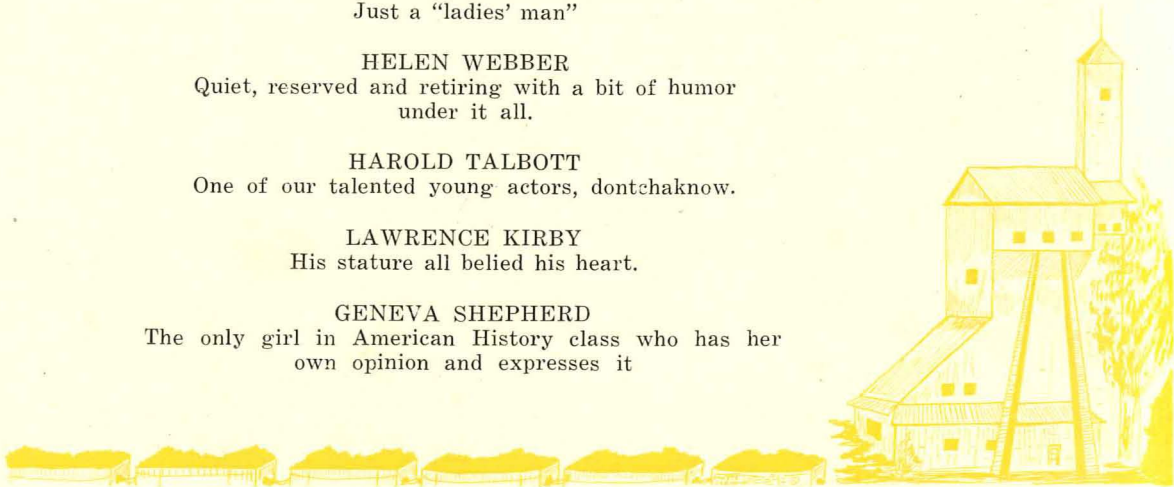 Just a “ladies’ man”
HELEN WEBBER
Quiet, reserved and retiring with a bit of humor
under it all.
HAROLD TALBOTT
One of our talented young actors, dontchaknow.
LAWRENCE KIRBY
His stature all belied his heart.
GENEVA SHEPHERD
The only girl in American History class who has her
own opinion and expresses it